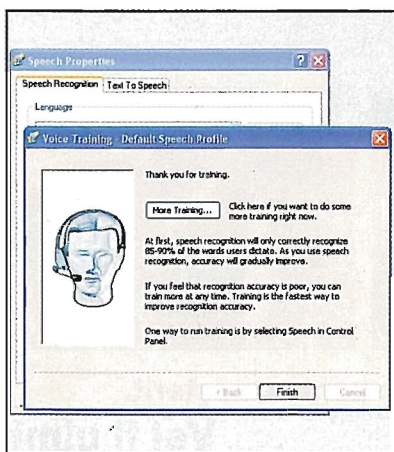 Speech Properties
Speech Recognition Text To Speech
Language
Voice Training - Default Speech Profile
Thank you for training.
More Training... Click here if you want to do some
more training right now.
At first, speech recognition will only correctly recognize
85-90% of the words users dictate. As you use speech
recognition, accuracy will gradually improve.
If you feel that recognition accuracy is poor, you can
train more at any time. Training is the fastest way to
improve recognition accuracy.
One way to run training is by selecting Speech in Control
Panel.
< Back Finish Cancel